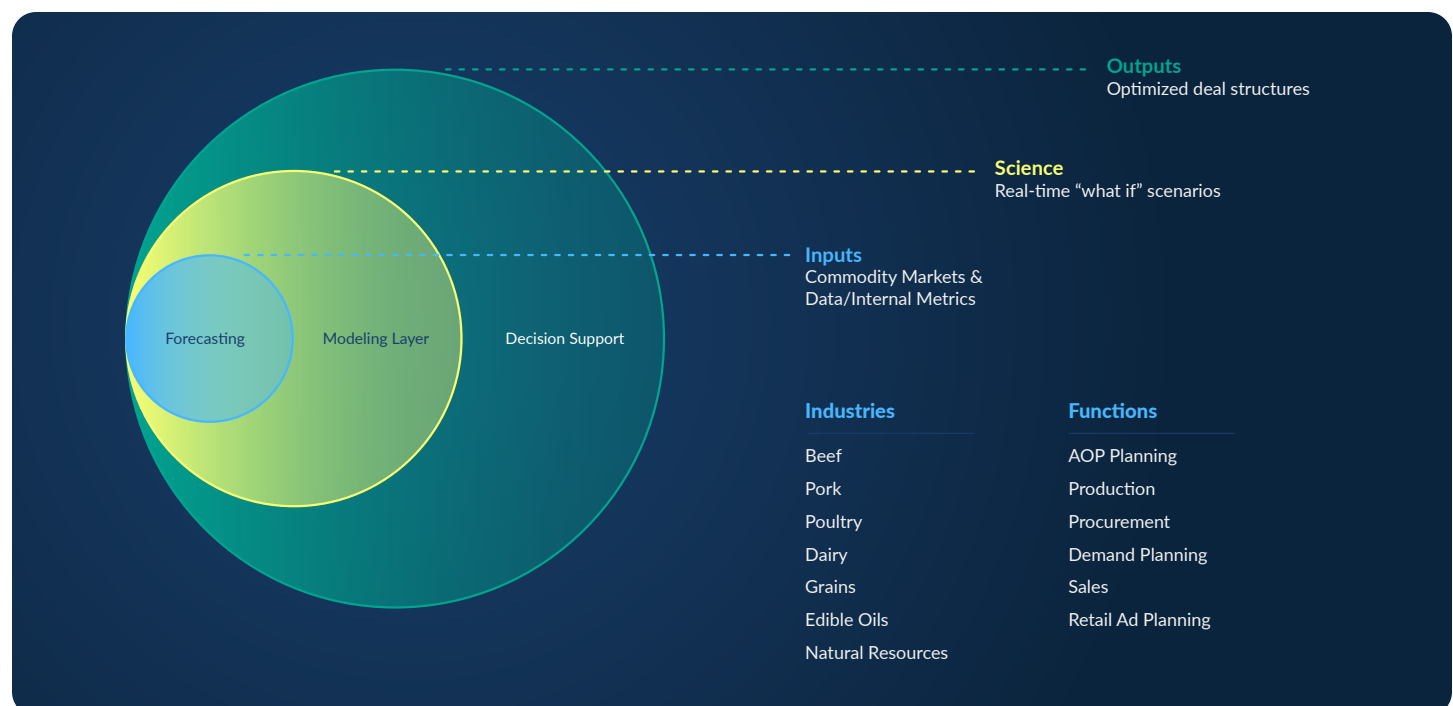 Outputs
Optimized deal structures
Science
Real-time “what if” scenarios
Inputs
Commodity Markets &
Data/Internal Metrics
Forecasting
Modeling Layer
Decision Support
Industries
Beef
Pork
Poultry
Dairy
Grains
Edible Oils
Natural Resources
Functions
AOP Planning
Production
Procurement
Demand Planning
Sales
Retail Ad Planning